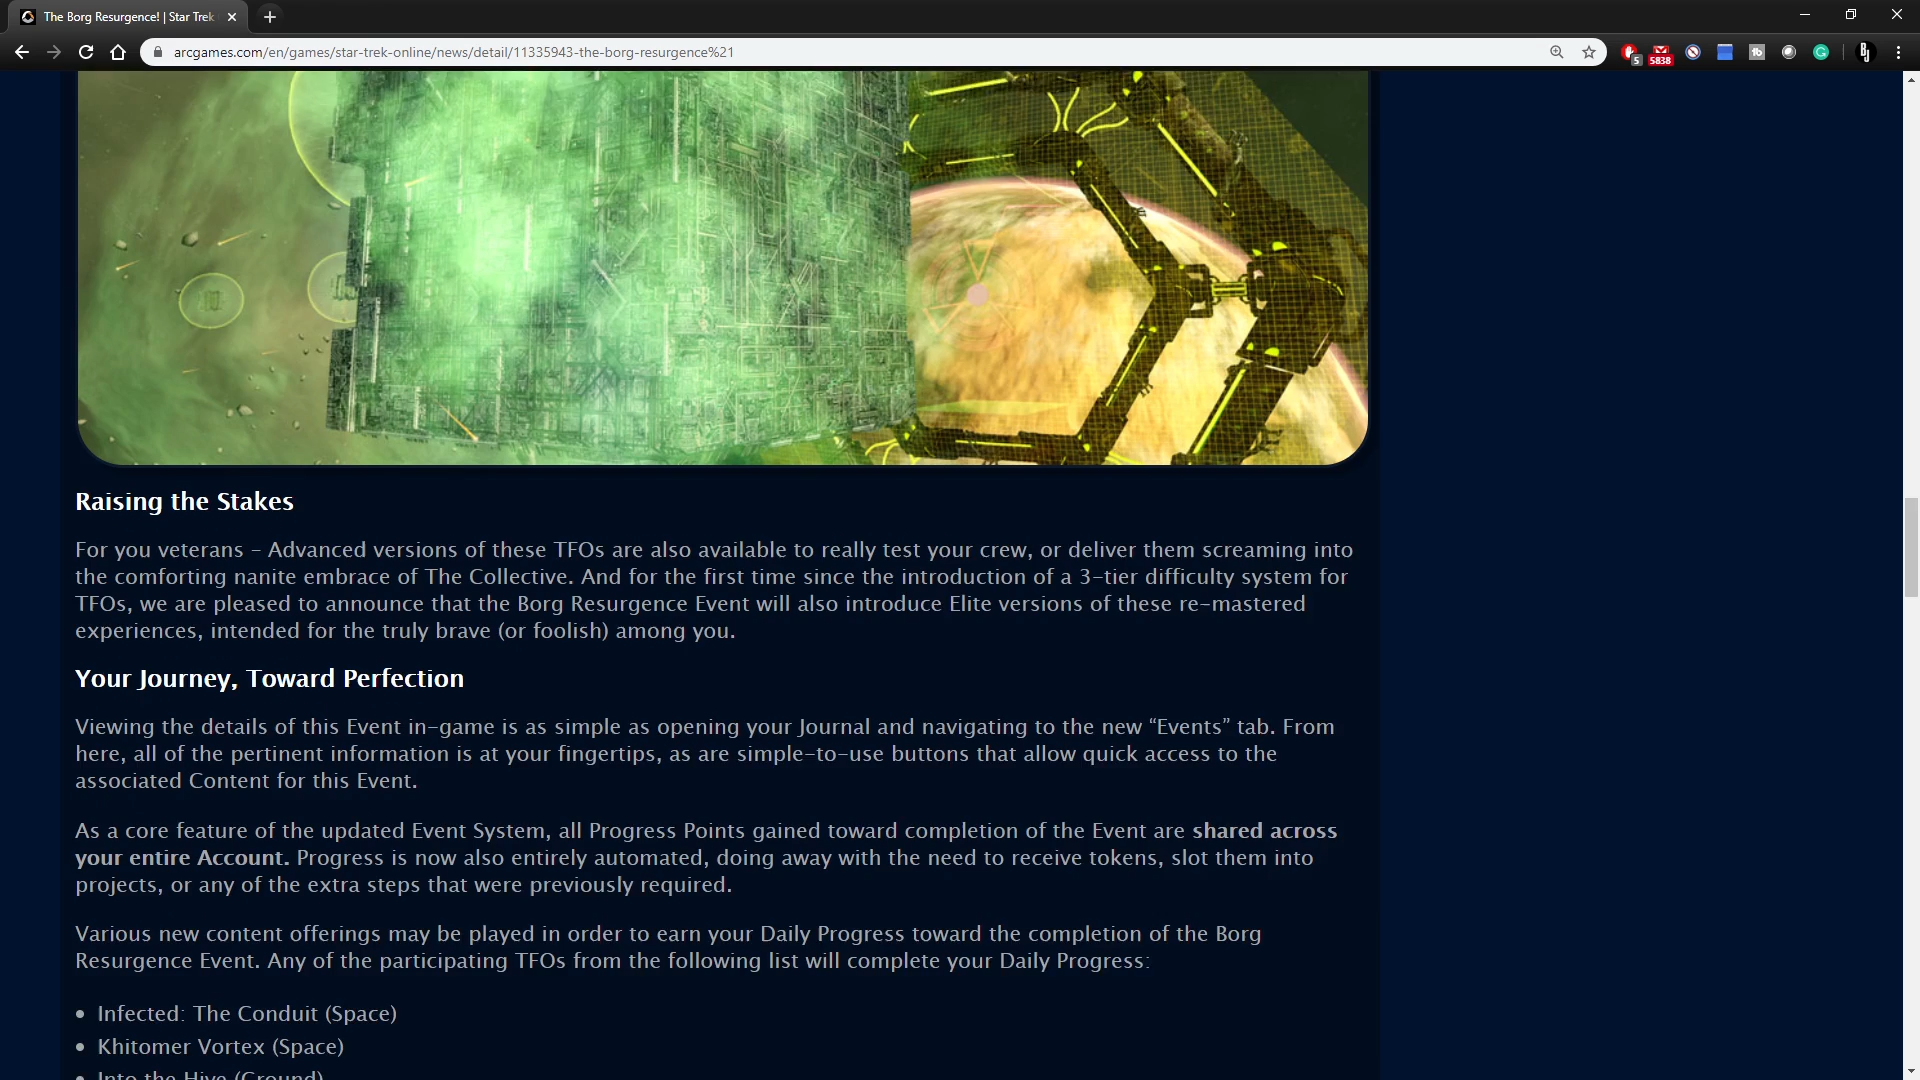 The Borg Resurgence! | Star Trek
arcgames.com/en/games/star-trek-online/news/detail/11335943-the-borg-resurgence%21
5
5838
Raising the Stakes
For you veterans – Advanced versions of these TFOs are also available to really test your crew, or deliver them screaming into
the comforting nanite embrace of The Collective. And for the first time since the introduction of a 3-tier difficulty system for
TFOs, we are pleased to announce that the Borg Resurgence Event will also introduce Elite versions of these re-mastered
experiences, intended for the truly brave (or foolish) among you.
Your Journey, Toward Perfection
Viewing the details of this Event in-game is as simple as opening your Journal and navigating to the new “Events” tab. From
here, all of the pertinent information is at your fingertips, as are simple-to-use buttons that allow quick access to the
associated Content for this Event.
As a core feature of the updated Event System, all Progress Points gained toward completion of the Event are shared across
your entire Account. Progress is now also entirely automated, doing away with the need to receive tokens, slot them into
projects, or any of the extra steps that were previously required.
Various new content offerings may be played in order to earn your Daily Progress toward the completion of the Borg
Resurgence Event. Any of the participating TFOs from the following list will complete your Daily Progress:
• Infected: The Conduit (Space)
• Khitomer Vortex (Space)
• Into the Hive (Ground)